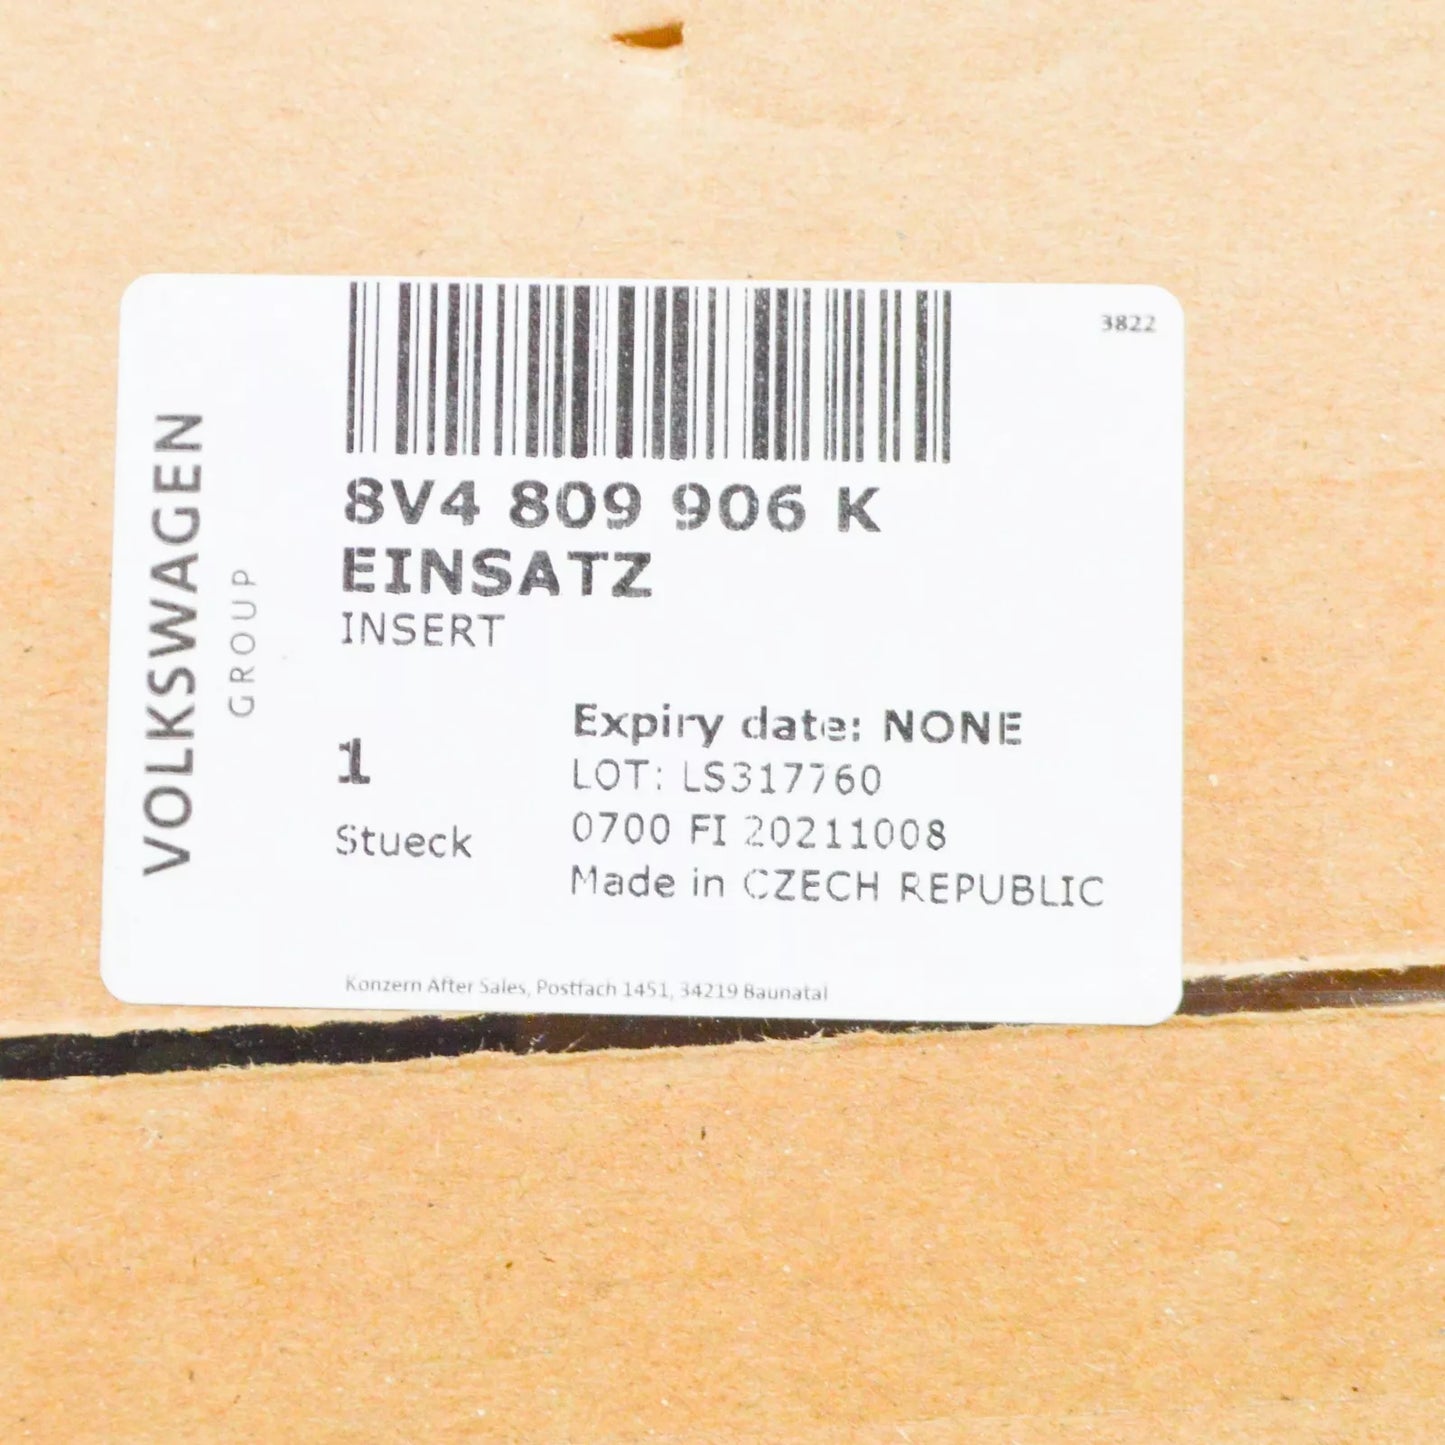 3822
VOLKSWAGEN
GROUP
8V4 809 906 K
EINSATZ
INSERT
1
Stueck
Expiry date: NONE
LOT: LS317760
0700 FI 20211008
Made in CZECH REPUBLIC
Konzern After Sales, Postfach 1451, 34219 Baunatal